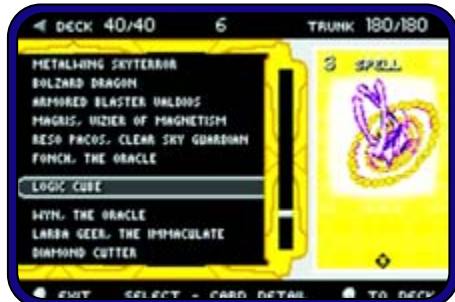 DECK 40/40 6 TRUNK 180/180
METALWING SKYTERROR
BOLZARD DRAGON
ARMORED BLASTER VALDIOS
MAGRIS, VIZIER OF MAGNETISM
RESO PACOS, CLEAR SKY GUARDIAN
FONCH, THE ORACLE
LOGIC CUBE
WYN, THE ORACLE
LARBA GEER, THE IMMACULATE
DIAMOND CUTTER
3 SPELL
EXIT SELECT - CARD DETAIL TO DECK